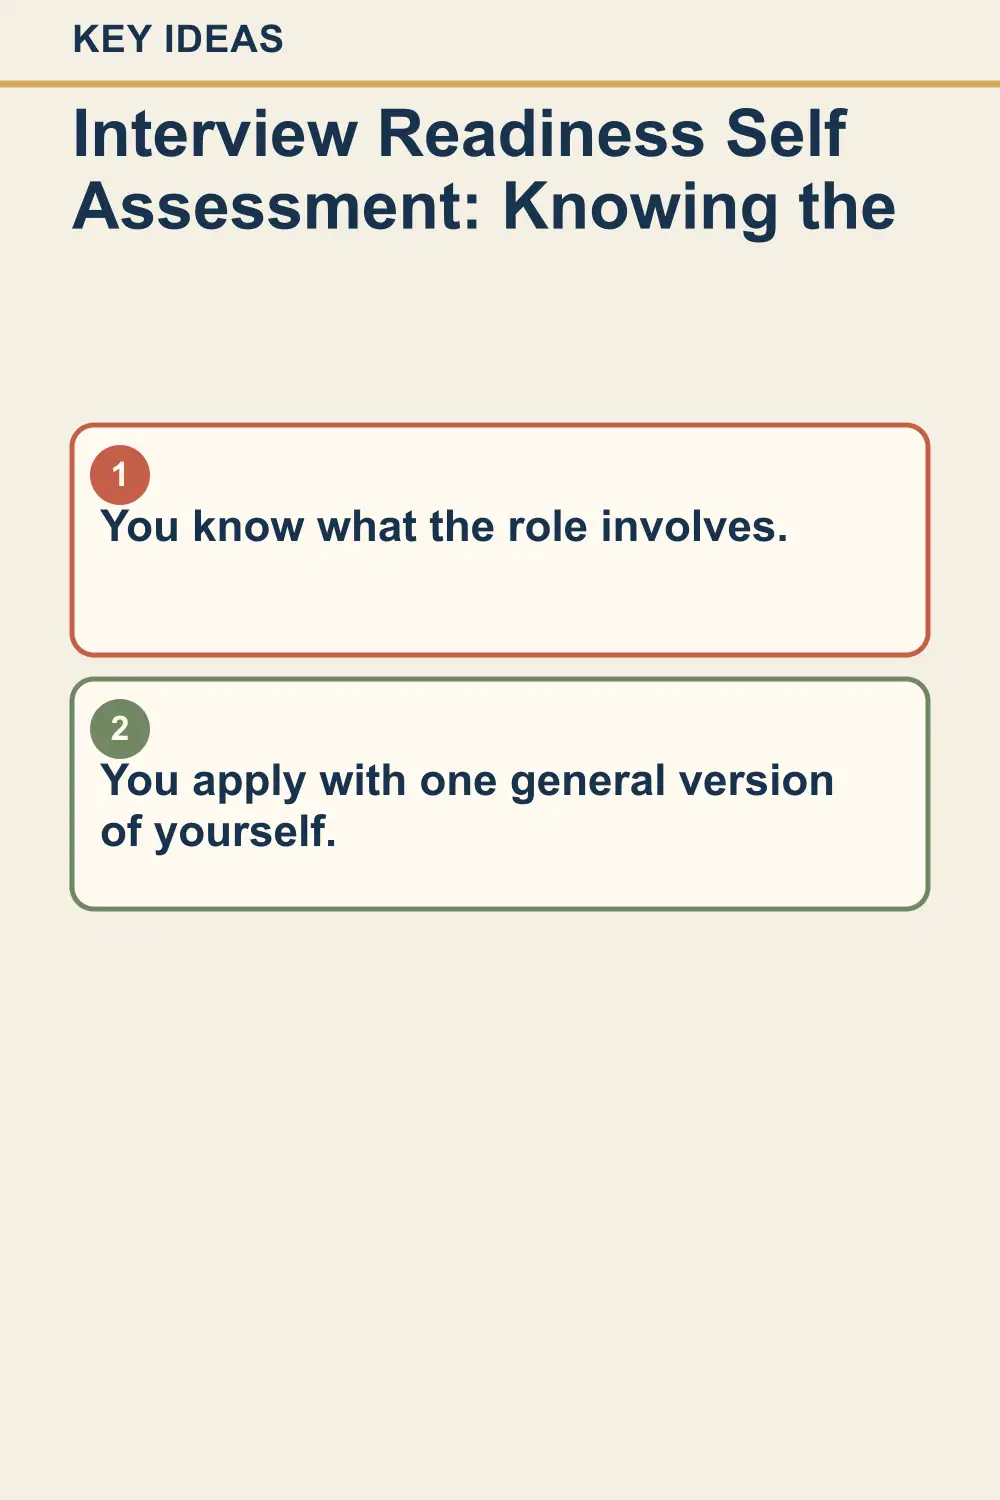 KEY IDEAS
Interview Readiness Self
Assessment: Knowing the
1
You know what the role involves.
2
You apply with one general version
of yourself.